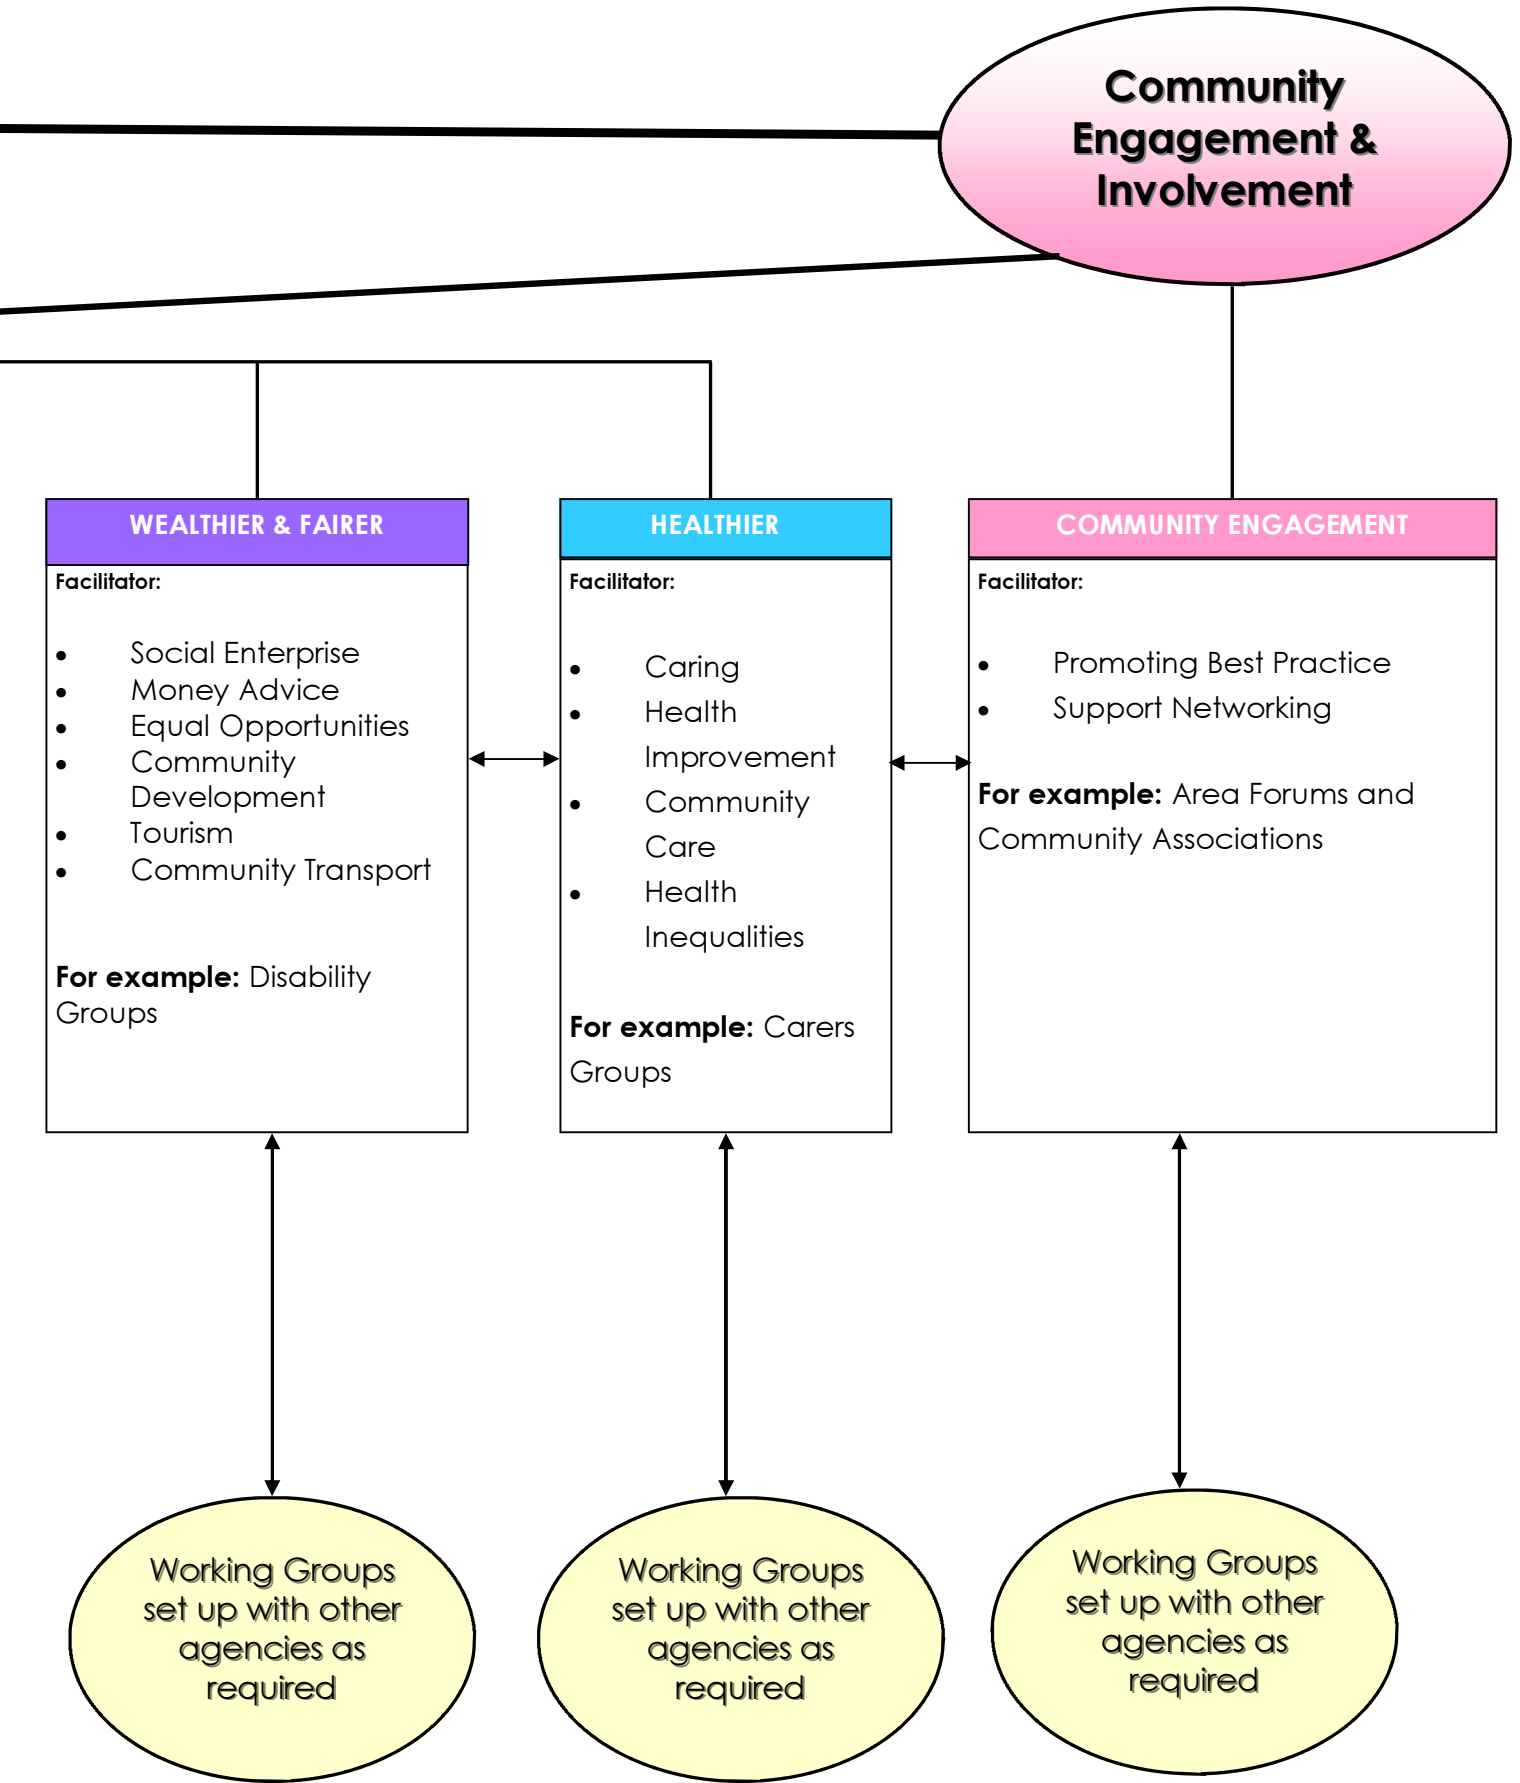 Community
Engagement &
Involvement
WEALTHIER & FAIRER
Facilitator:
• Social Enterprise
• Money Advice
• Equal Opportunities
• Community
Development
• Tourism
• Community Transport
For example: Disability
Groups
HEALTHIER
Facilitator:
• Caring
• Health
Improvement
• Community
Care
• Health
Inequalities
For example: Carers
Groups
COMMUNITY ENGAGEMENT
Facilitator:
• Promoting Best Practice
• Support Networking
For example: Area Forums and
Community Associations
Working Groups
set up with other
agencies as
required
Working Groups
set up with other
agencies as
required
Working Groups
set up with other
agencies as
required